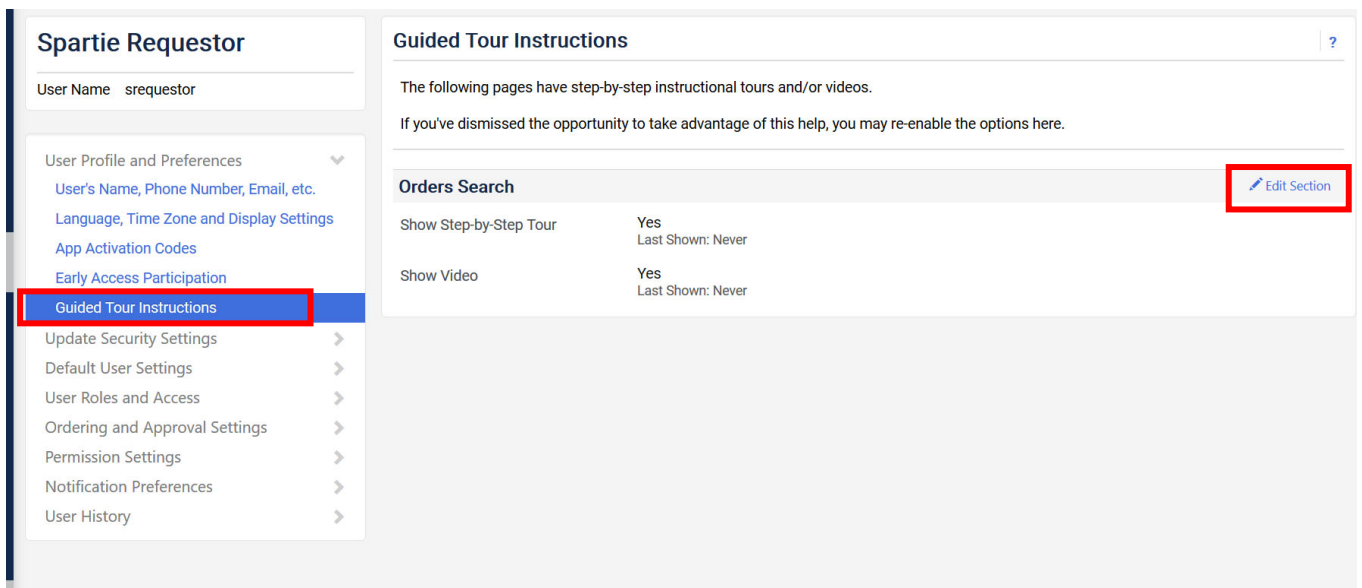 Spartie Requestor
User Name srequestor
User Profile and Preferences
User's Name, Phone Number, Email, etc.
Language, Time Zone and Display Settings
App Activation Codes
Early Access Participation
Guided Tour Instructions
Update Security Settings
Default User Settings
User Roles and Access
Ordering and Approval Settings
Permission Settings
Notification Preferences
User History
Guided Tour Instructions
?
The following pages have step-by-step instructional tours and/or videos.
If you've dismissed the opportunity to take advantage of this help, you may re-enable the options here.
Orders Search
Edit Section
Show Step-by-Step Tour
Yes
Last Shown: Never
Show Video
Yes
Last Shown: Never